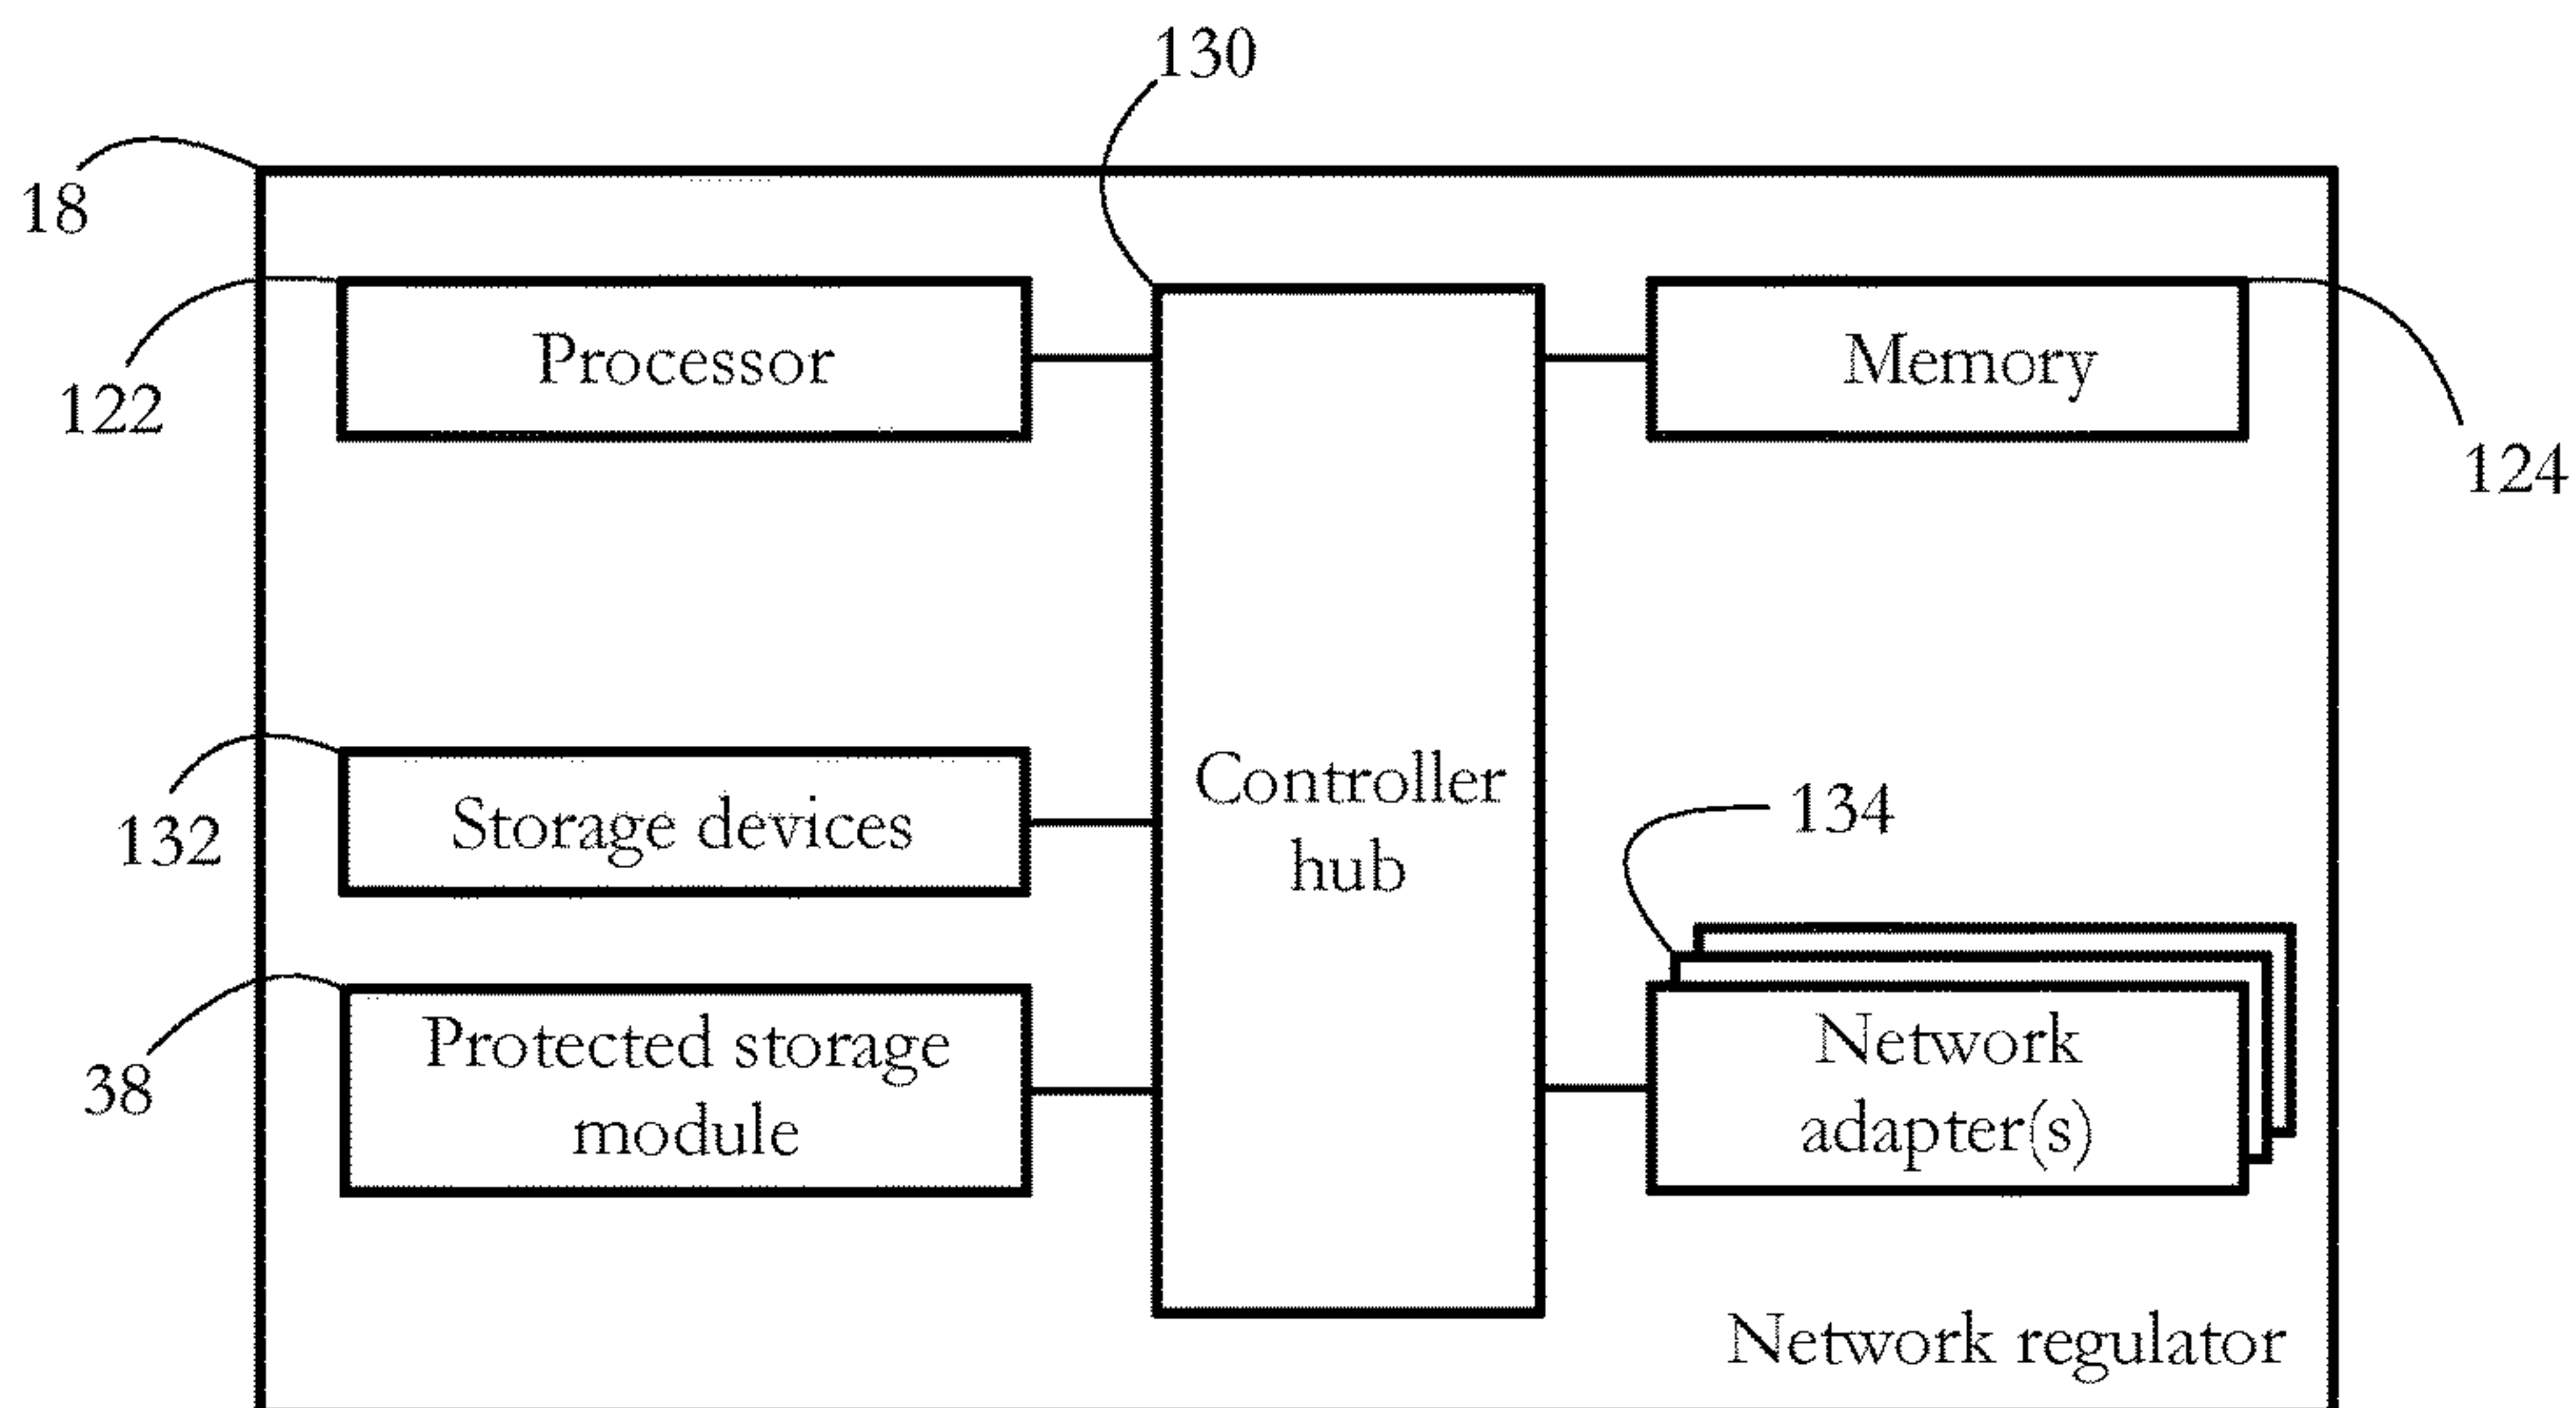 130
18
Processor
Memory
122
124
Controller
hub
Storage devices
132
134
Protected storage
module
38
Network
adapter(s)
Network regulator